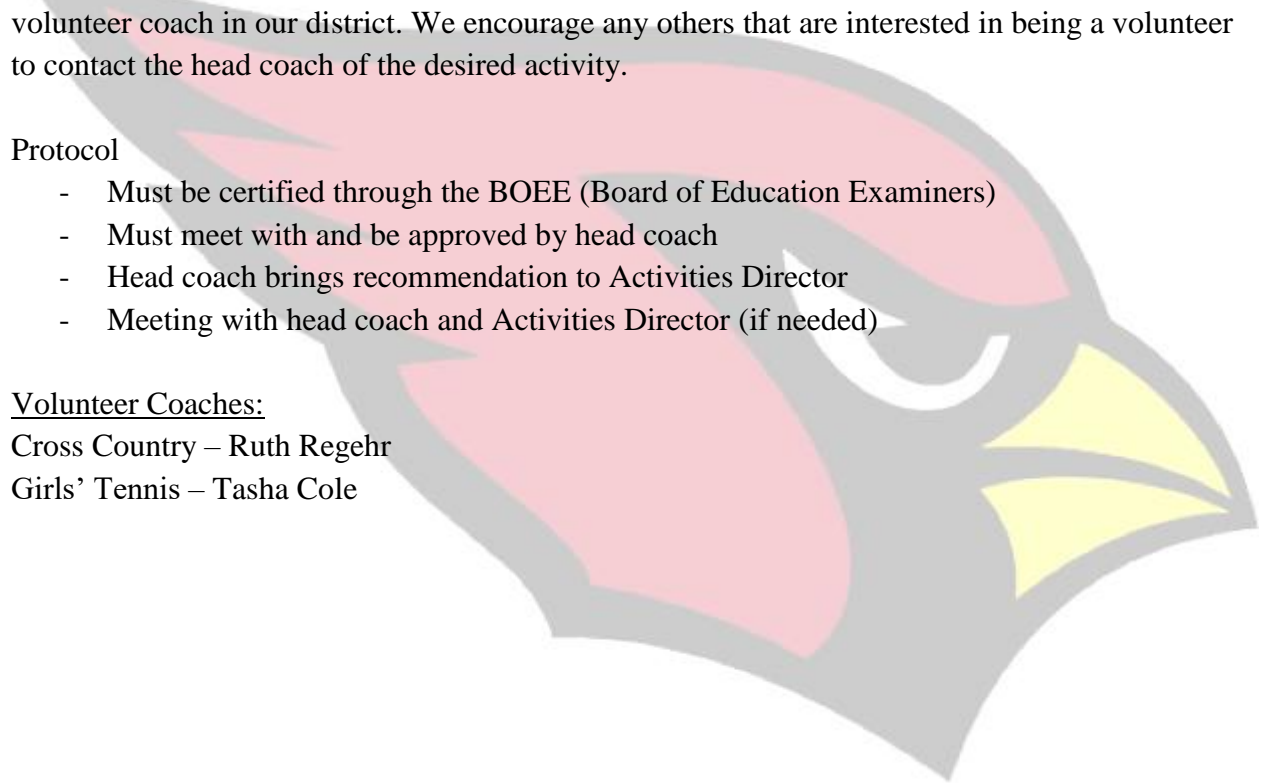 volunteer coach in our district. We encourage any others that are interested in being a volunteer
to contact the head coach of the desired activity.
Protocol
- Must be certified through the BOEE (Board of Education Examiners)
- Must meet with and be approved by head coach
- Head coach brings recommendation to Activities Director
- Meeting with head coach and Activities Director (if needed)
Volunteer Coaches:
Cross Country – Ruth Regehr
Girls’ Tennis – Tasha Cole